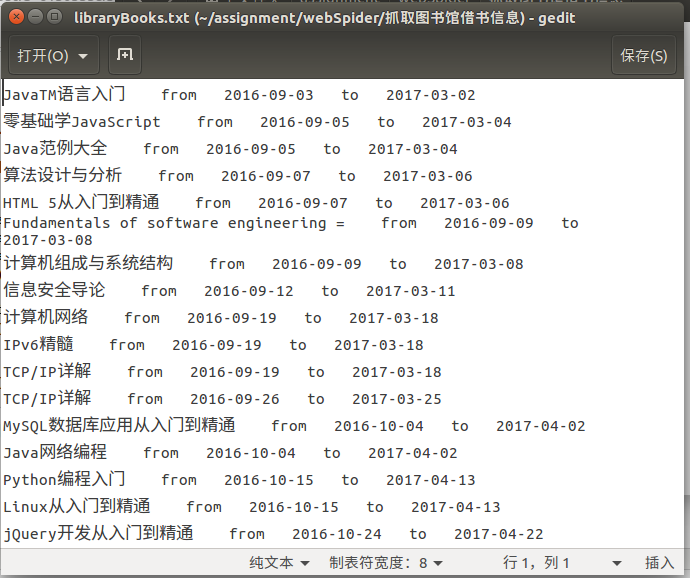 libraryBooks.txt (~/assignment/webSpider/抓取图书馆借书信息) - gedit
打开(O) 保存(S)
JavaTM语言入门 from 2016-09-03 to 2017-03-02
零基础学JavaScript from 2016-09-05 to 2017-03-04
Java范例大全 from 2016-09-05 to 2017-03-04
算法设计与分析 from 2016-09-07 to 2017-03-06
HTML 5从入门到精通 from 2016-09-07 to 2017-03-06
Fundamentals of software engineering = from 2016-09-09 to
2017-03-08
计算机组成与系统结构 from 2016-09-09 to 2017-03-08
信息安全导论 from 2016-09-12 to 2017-03-11
计算机网络 from 2016-09-19 to 2017-03-18
IPv6精髓 from 2016-09-19 to 2017-03-18
TCP/IP详解 from 2016-09-19 to 2017-03-18
TCP/IP详解 from 2016-09-26 to 2017-03-25
MySQL数据库应用从入门到精通 from 2016-10-04 to 2017-04-02
Java网络编程 from 2016-10-04 to 2017-04-02
Python编程入门 from 2016-10-15 to 2017-04-13
Linux从入门到精通 from 2016-10-15 to 2017-04-13
jQuery开发从入门到精通 from 2016-10-24 to 2017-04-22
纯文本 制表符宽度：8 行 1，列 1 插入